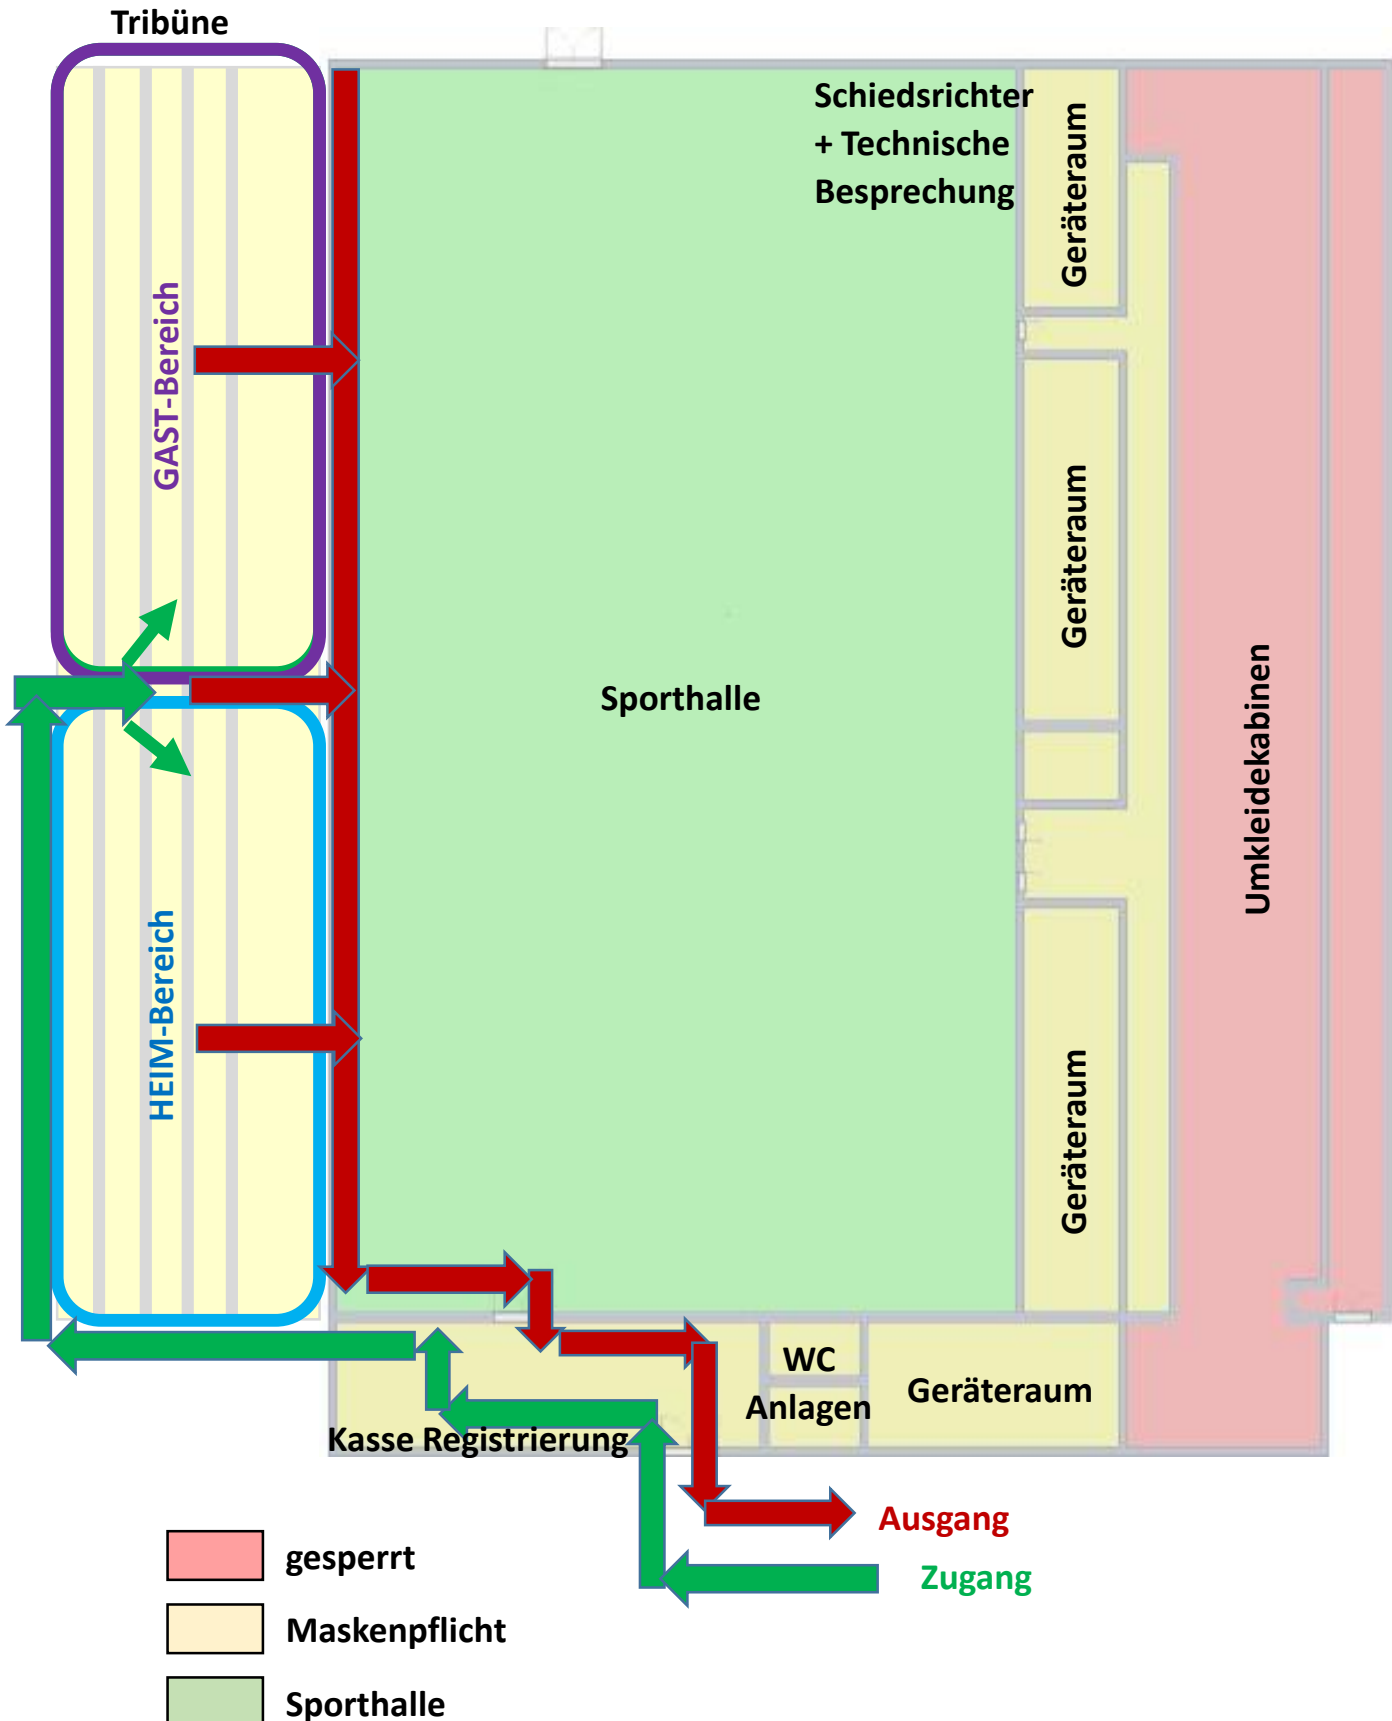 Tribüne
Schiedsrichter
+ Technische
Besprechung
Geräteraum
GAST-Bereich
Geräteraum
Sporthalle
Umkleidekabinen
HEIM-Bereich
Geräteraum
WC
Anlagen
Geräteraum
Kasse Registrierung
Ausgang
Zugang
gesperrt
Maskenpflicht
Sporthalle